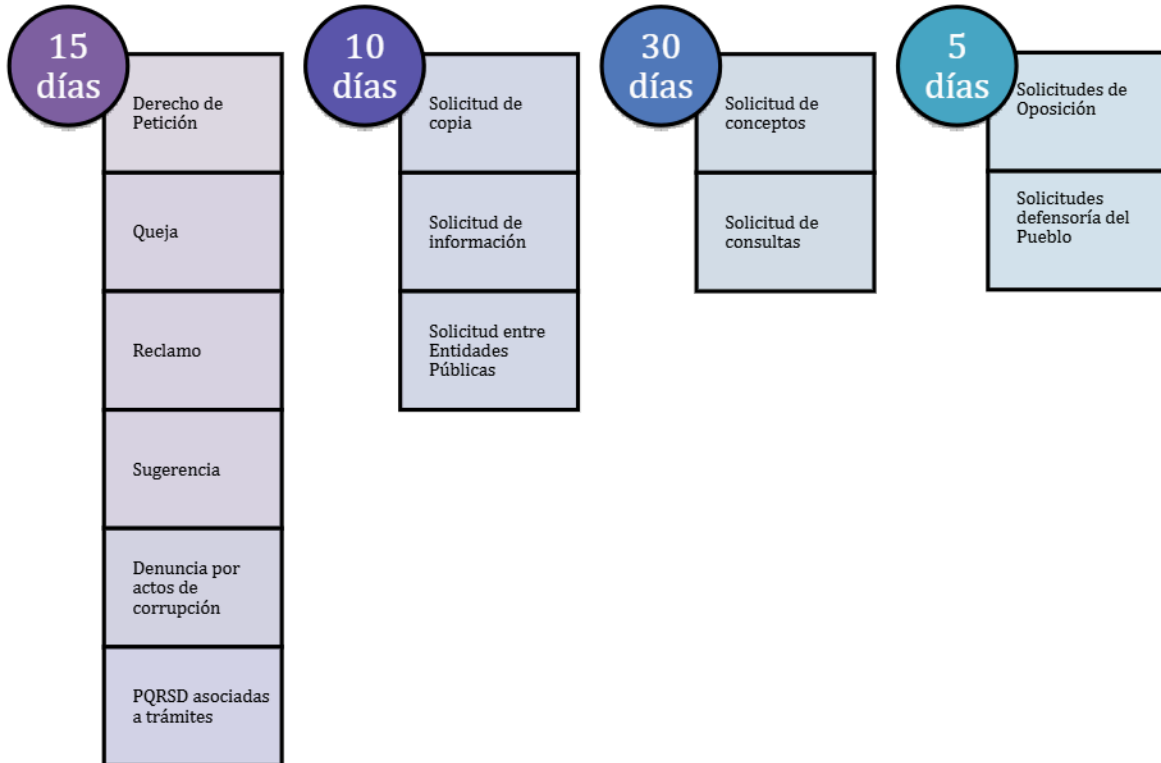 15
días
Derecho de
Petición
Queja
Reclamo
Sugerencia
Denuncia por
actos de
corrupción
PQRSD asociadas
a trámites
10
días
Solicitud de
copia
Solicitud de
información
Solicitud entre
Entidades
Públicas
30
días
Solicitud de
conceptos
Solicitud de
consultas
5
días
Solicitudes de
Oposición
Solicitudes
defensoría del
Pueblo